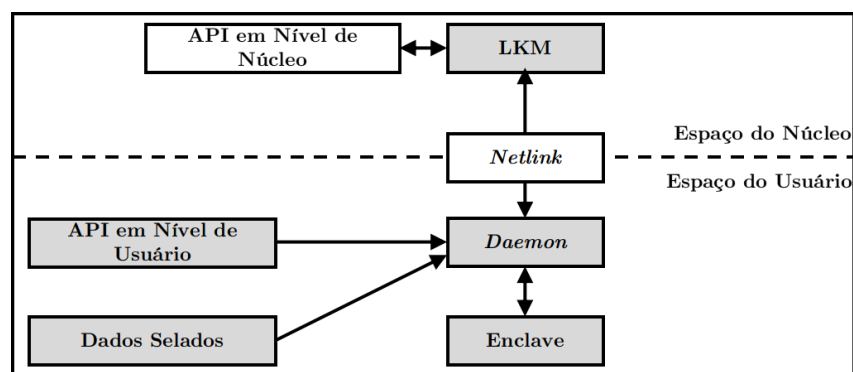 API em Nível de
Núcleo
LKM
Espaço do Núcleo
Netlink
Espaço do Usuário
API em Nível de
Usuário
Daemon
Dados Selados
Enclave